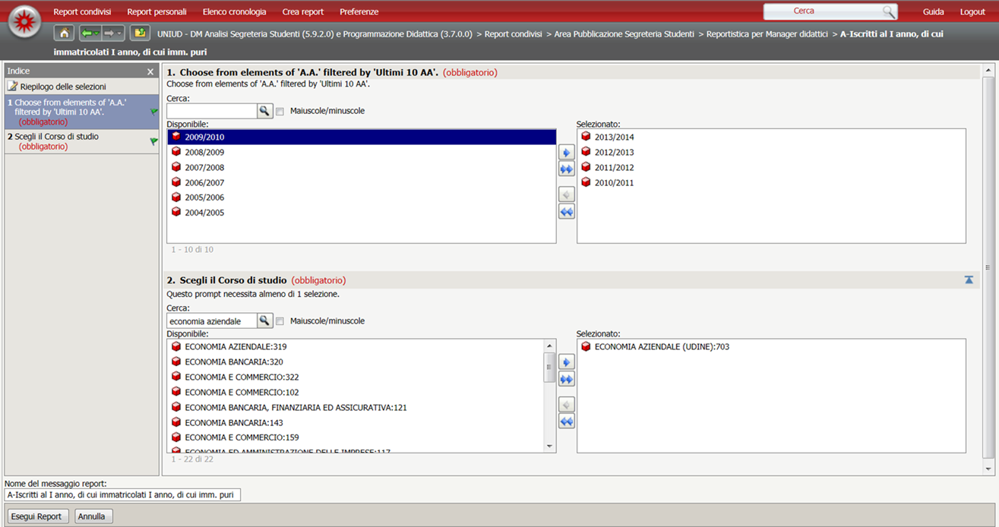 Report condivisi Report personali Elenco cronologia Crea report Preferenze Cerca Guida Logout
UNIUD - DM Analisi Segreteria Studenti (5.9.2.0) e Programmazione Didattica (3.7.0.0) > Report condivisi > Area Pubblicazione Segreteria Studenti > Reportistica per Manager didattici > A-Iscritti al I anno, di cui
immatricolati I anno, di cui imm. puri
Indice X
Riepilogo delle selezioni
1 Choose from elements of 'A.A.'
filtered by 'Ultimi 10 AA'.
(obbligatorio)
2 Scegli il Corso di studio
(obbligatorio)
1. Choose from elements of 'A.A.' filtered by 'Ultimi 10 AA'. (obbligatorio)
Choose from elements of 'A.A.' filtered by 'Ultimi 10 AA'.
Cerca:
Maiuscole/minuscole
Disponibile:
2009/2010
2008/2009
2007/2008
2006/2007
2005/2006
2004/2005
1 - 10 di 10
Selezionato:
2013/2014
2012/2013
2011/2012
2010/2011
2. Scegli il Corso di studio (obbligatorio)
Questo prompt necessita almeno di 1 selezione.
Cerca:
economia aziendale Maiuscole/minuscole
Disponibile:
ECONOMIA AZIENDALE:319
ECONOMIA BANCARIA:320
ECONOMIA E COMMERCIO:322
ECONOMIA E COMMERCIO:102
ECONOMIA BANCARIA, FINANZIARIA ED ASSICURATIVA:121
ECONOMIA BANCARIA:143
ECONOMIA E COMMERCIO:159
ECONOMIA ED AMMINISTRAZIONE DELLE IMPRESE:117
1 - 22 di 22
Selezionato:
ECONOMIA AZIENDALE (UDINE):703
Nome del messaggio report:
A-Iscritti al I anno, di cui immatricolati I anno, di cui imm. puri
Esegui Report Annulla